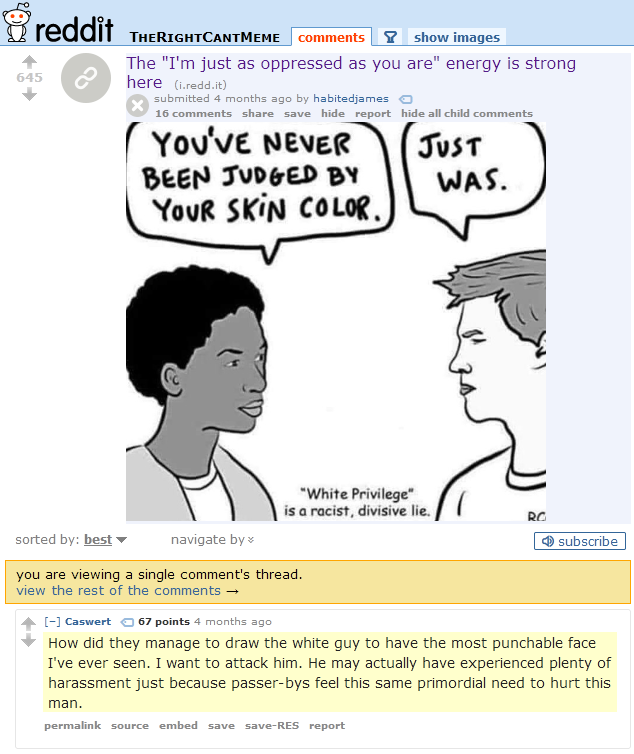 reddit THERIGHTCANTMEME comments show images
645
The "I'm just as oppressed as you are" energy is strong
here (i.redd.it)
submitted 4 months ago by habitedjames
16 comments share save hide report hide all child comments
YOU'VE NEVER
BEEN JUDGED BY
YOUR SKIN COLOR.
JUST
WAS.
"White Privilege"
is a racist, divisive lie.
RO
sorted by: best
navigate by
subscribe
you are viewing a single comment's thread.
view the rest of the comments →
[–] Caswert 67 points 4 months ago
How did they manage to draw the white guy to have the most punchable face
I've ever seen. I want to attack him. He may actually have experienced plenty of
harassment just because passer-bys feel this same primordial need to hurt this
man.
permalink source embed save save-RES report